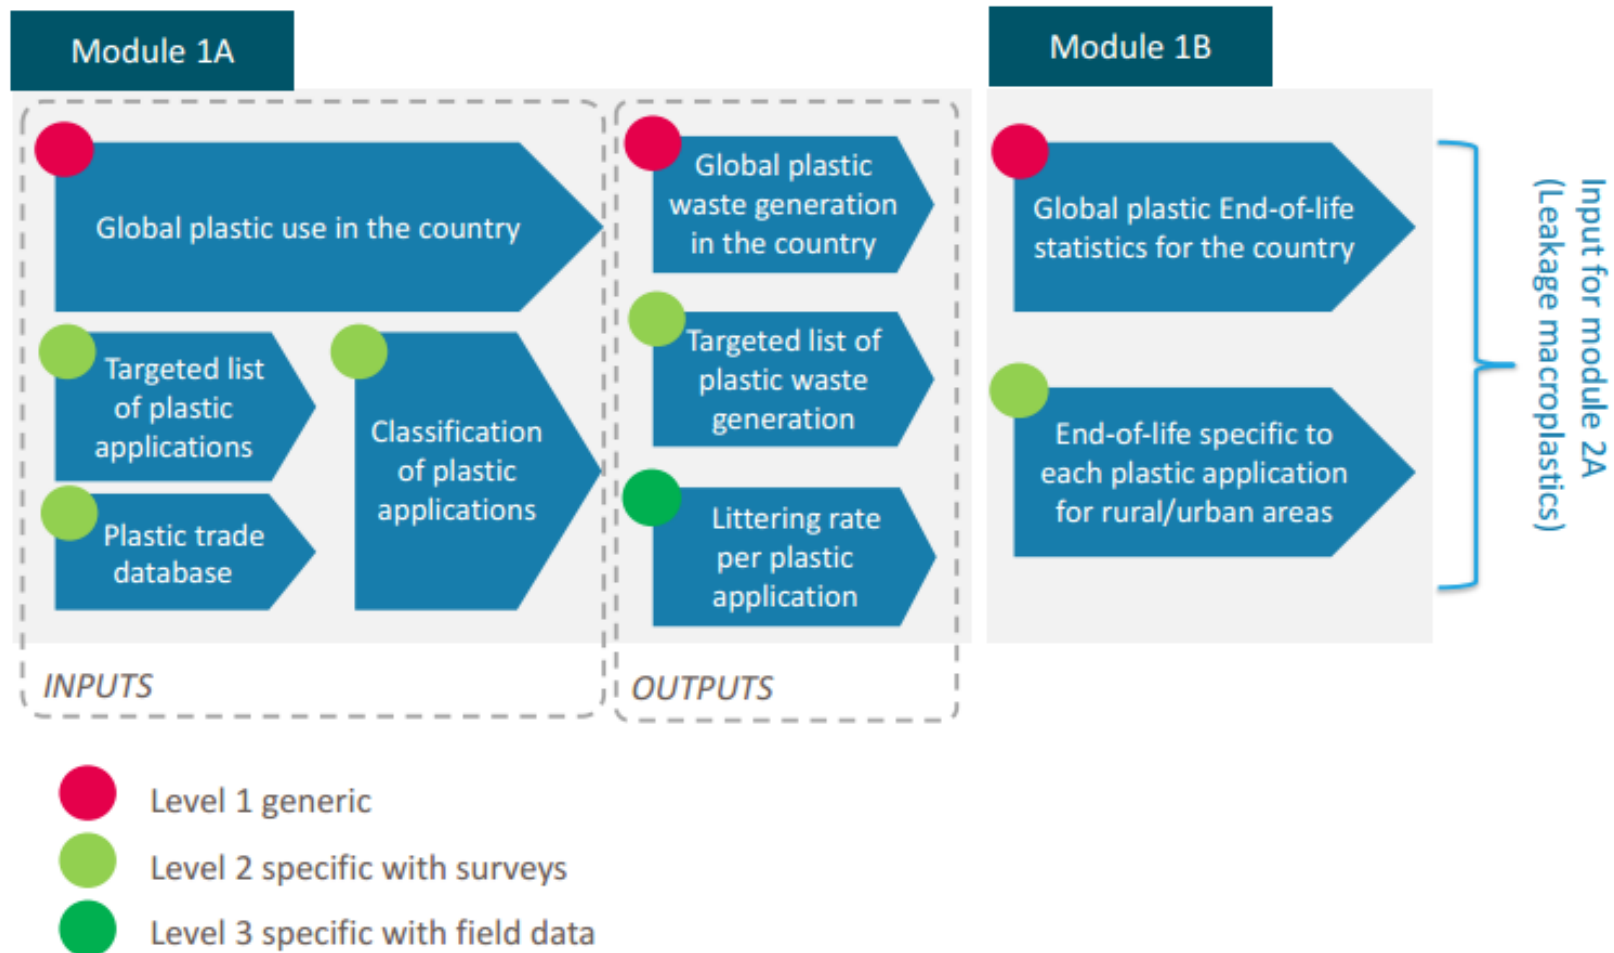 Module 1A
Global plastic use in the country
Targeted list
of plastic
applications
Plastic trade
database
Classification
of plastic
applications
INPUTS
Global plastic
waste generation
in the country
Targeted list of
plastic waste
generation
Littering rate
per plastic
application
OUTPUTS
Module 1B
Global plastic End-of-life
statistics for the country
End-of-life specific to
each plastic application
for rural/urban areas
Input for module 2A
(Leakage macroplastics)
Level 1 generic
Level 2 specific with surveys
Level 3 specific with field data